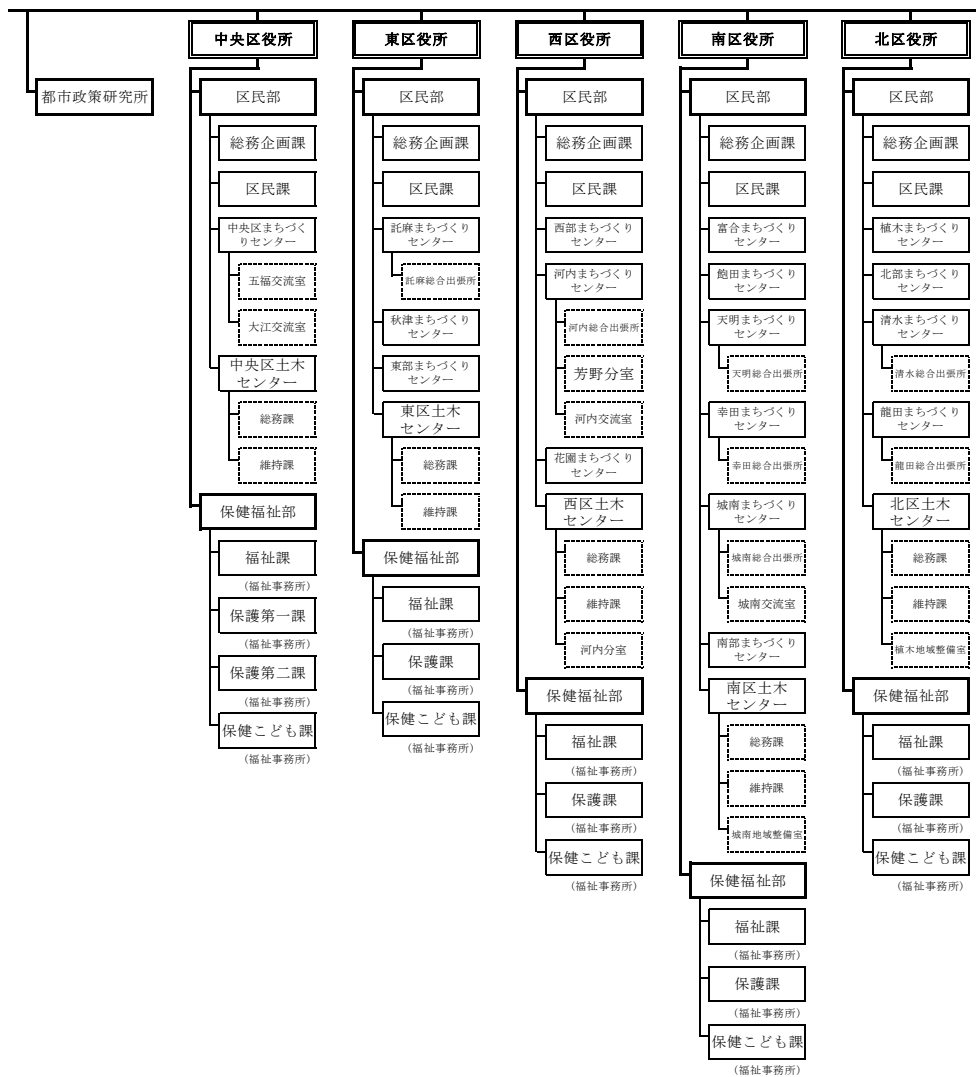 都市政策研究所
中央区役所
区民部
総務企画課
区民課
中央区まちづく
りセンター
五福交流室
大江交流室
中央区土木
センター
総務課
維持課
保健福祉部
福祉課
(福祉事務所)
保護第一課
(福祉事務所)
保護第二課
(福祉事務所)
保健こども課
(福祉事務所)
東区役所
区民部
総務企画課
区民課
託麻まちづくり
センター
託麻総合出張所
秋津まちづくり
センター
東部まちづくり
センター
東区土木
センター
総務課
維持課
保健福祉部
福祉課
(福祉事務所)
保護課
(福祉事務所)
保健こども課
(福祉事務所)
西区役所
区民部
総務企画課
区民課
西部まちづくり
センター
河内まちづくり
センター
河内総合出張所
芳野分室
河内交流室
花園まちづくり
センター
西区土木
センター
総務課
維持課
河内分室
保健福祉部
福祉課
(福祉事務所)
保護課
(福祉事務所)
保健こども課
(福祉事務所)
南区役所
区民部
総務企画課
区民課
富合まちづくり
センター
飽田まちづくり
センター
天明まちづくり
センター
天明総合出張所
幸田まちづくり
センター
幸田総合出張所
城南まちづくり
センター
城南総合出張所
城南交流室
南部まちづくり
センター
南区土木
センター
総務課
維持課
城南地域整備室
保健福祉部
福祉課
(福祉事務所)
保護課
(福祉事務所)
保健こども課
(福祉事務所)
北区役所
区民部
総務企画課
区民課
植木まちづくり
センター
北部まちづくり
センター
清水まちづくり
センター
清水総合出張所
龍田まちづくり
センター
龍田総合出張所
北区土木
センター
総務課
維持課
植木地域整備室
保健福祉部
福祉課
(福祉事務所)
保護課
(福祉事務所)
保健こども課
(福祉事務所)